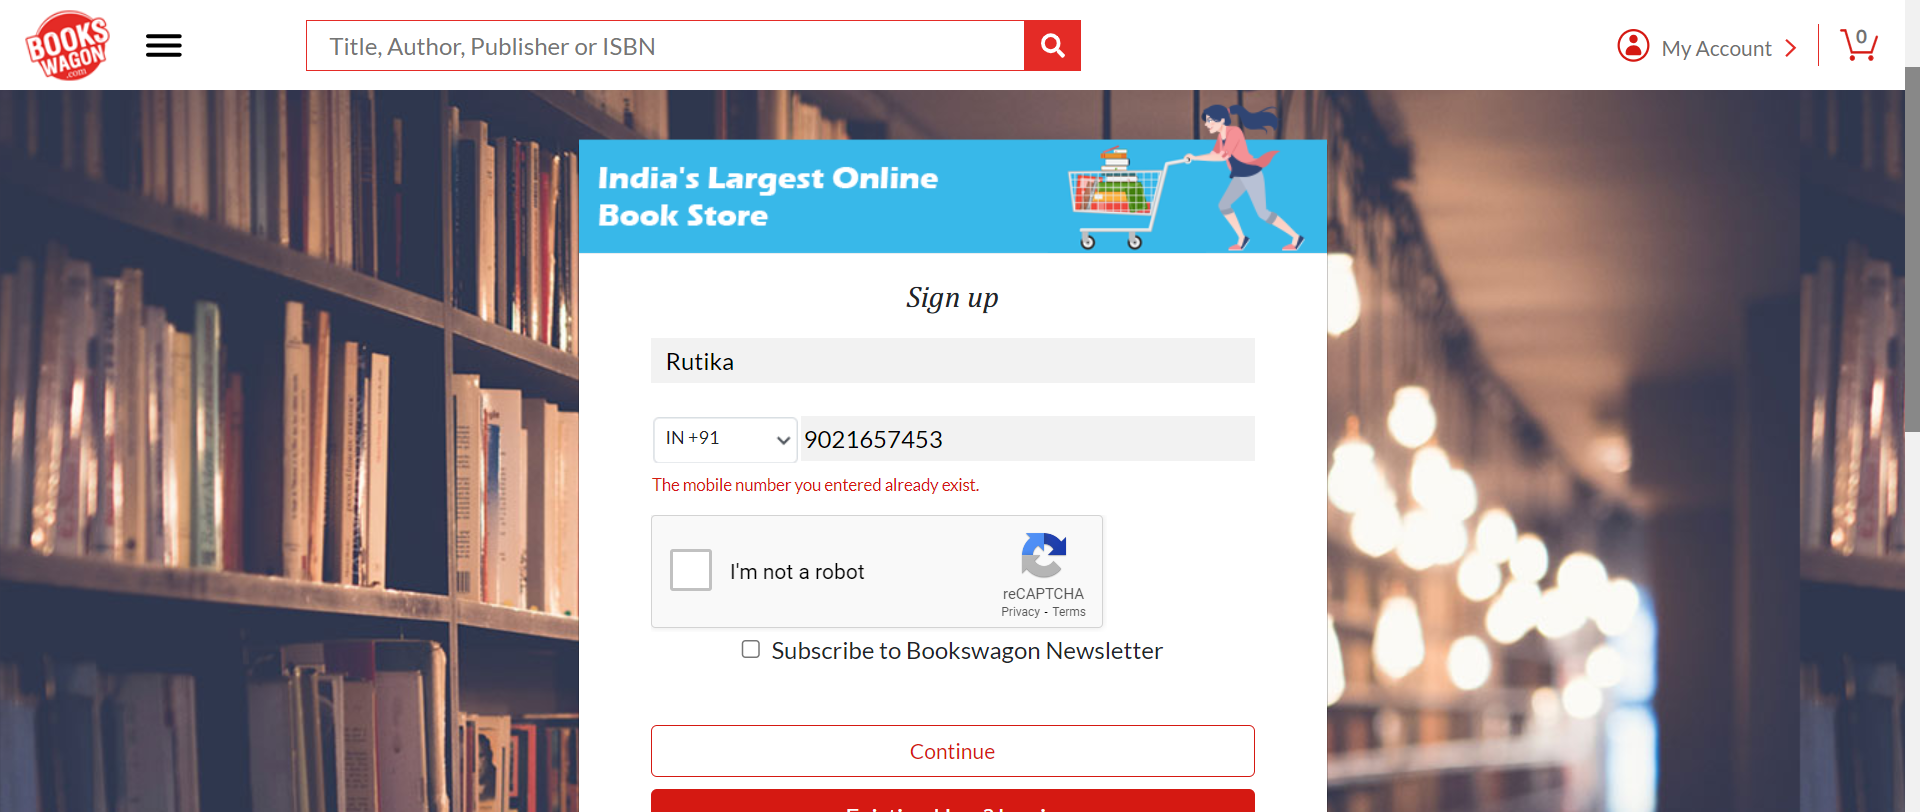 BOOKS
WAGON
.com
Title, Author, Publisher or ISBN
My Account
0
India's Largest Online
Book Store
Sign up
Rutika
IN +91
9021657453
The mobile number you entered already exist.
I'm not a robot
reCAPTCHA
Privacy - Terms
Subscribe to Bookswagon Newsletter
Continue